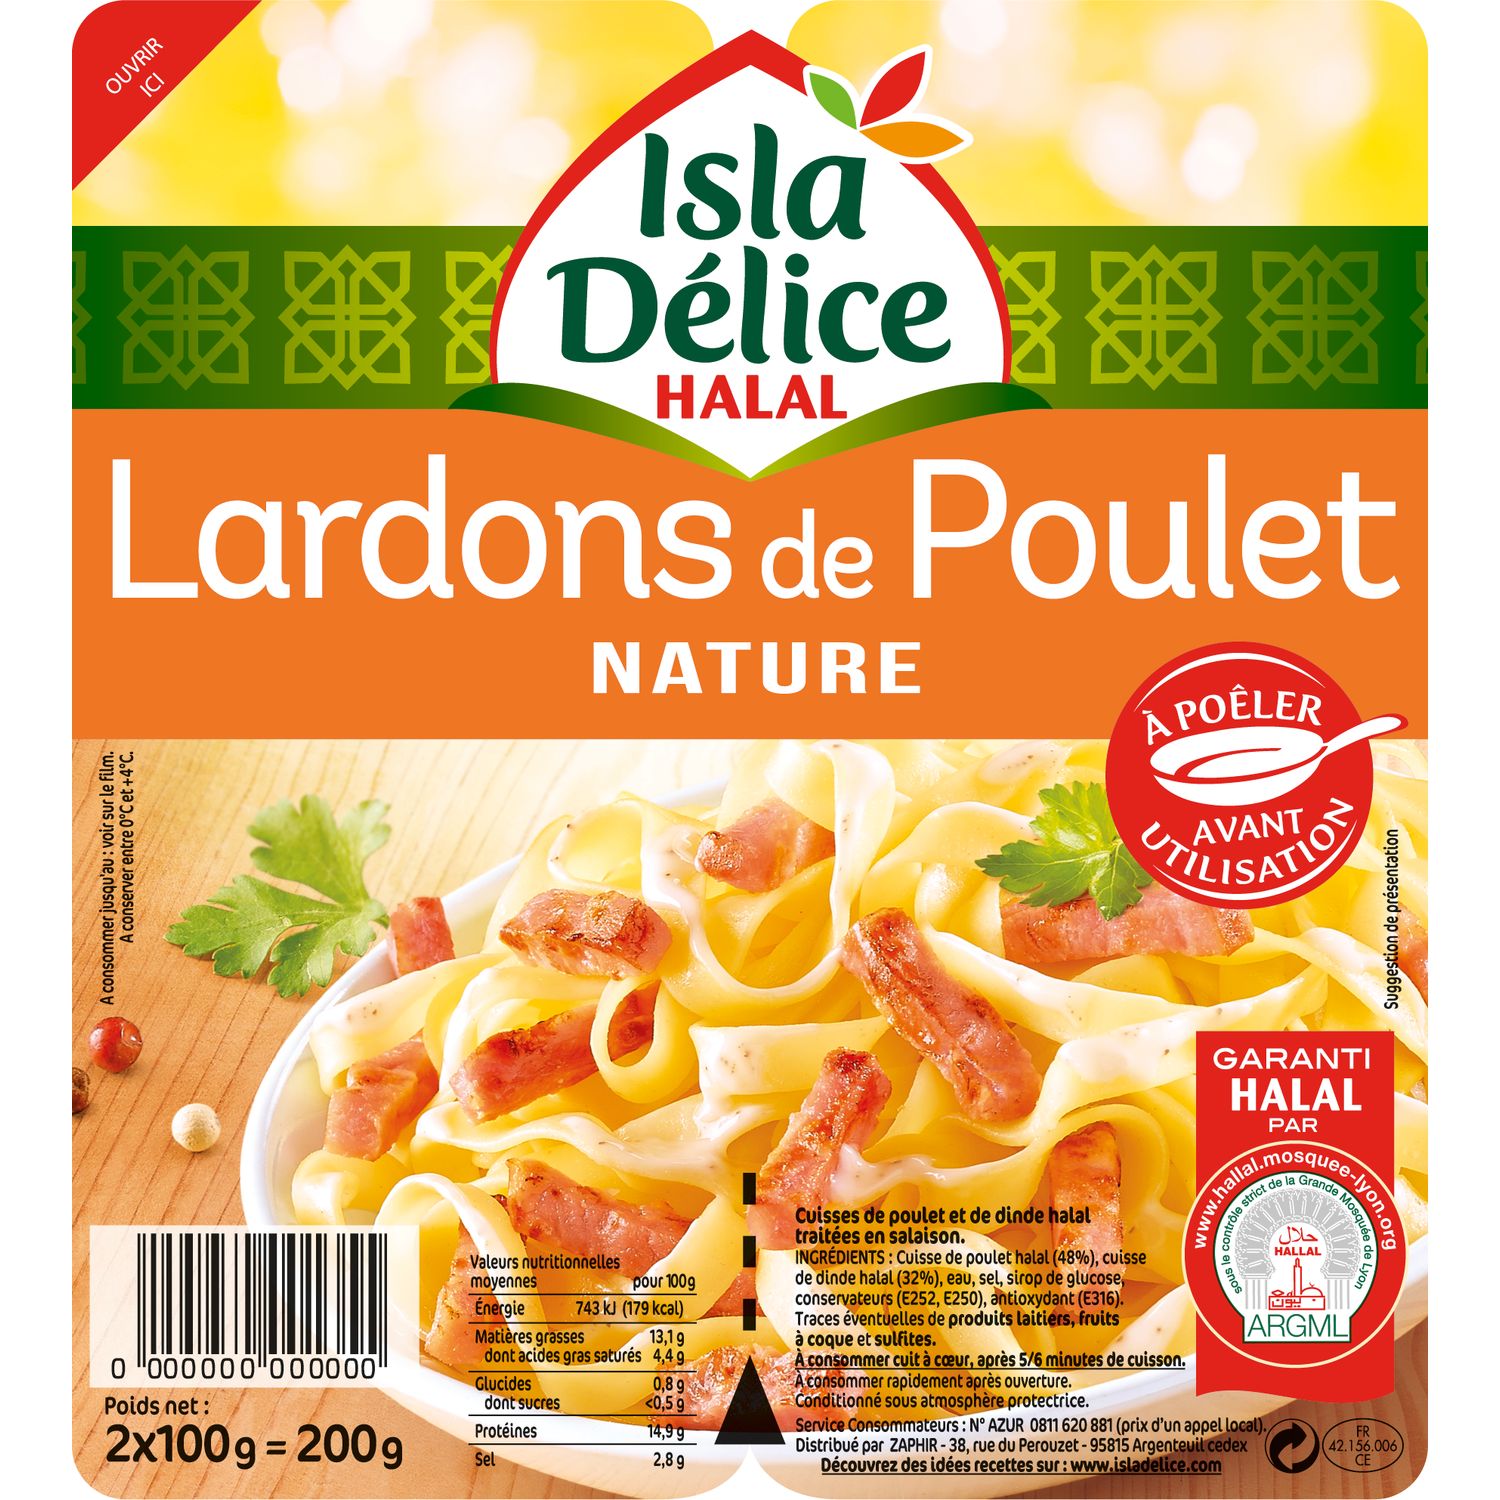 OUVRIR
ICI
Isla
Délice
HALAL
Lardons de Poulet
NATURE
À POÊLER
AVANT
UTILISATION
A consommer jusqu'au : voir sur le film.
A conserver entre 0°C et +4°C.
Suggestion de présentation
GARANTI
HALAL
PAR
www.hallal.mosquee-lyon.org
sous le contrôle strict de la Grande Mosquée de Lyon
حلال
HALLAL
ARGML
0 000000 000000
Poids net :
2x100g = 200g
Valeurs nutritionnelles
moyennes pour 100g
Énergie 743 kJ (179 kcal)
Matières grasses 13,1 g
dont acides gras saturés 4,4 g
Glucides 0,8 g
dont sucres <0,5 g
Protéines 14,9 g
Sel 2,8 g
Cuisses de poulet et de dinde halal
traitées en salaison.
INGRÉDIENTS : Cuisse de poulet halal (48%), cuisse
de dinde halal (32%), eau, sel, sirop de glucose,
conservateurs (E252, E250), antioxydant (E316).
Traces éventuelles de produits laitiers, fruits
à coque et sulfites.
À consommer cuit à cœur, après 5/6 minutes de cuisson.
À consommer rapidement après ouverture.
Conditionné sous atmosphère protectrice.
Service Consommateurs : N° AZUR 0811 620 881 (prix d'un appel local).
Distribué par ZAPHIR - 38, rue du Perouzet - 95815 Argenteuil cedex
Découvrez des idées recettes sur : www.isladelice.com
FR
42.156.006
CE